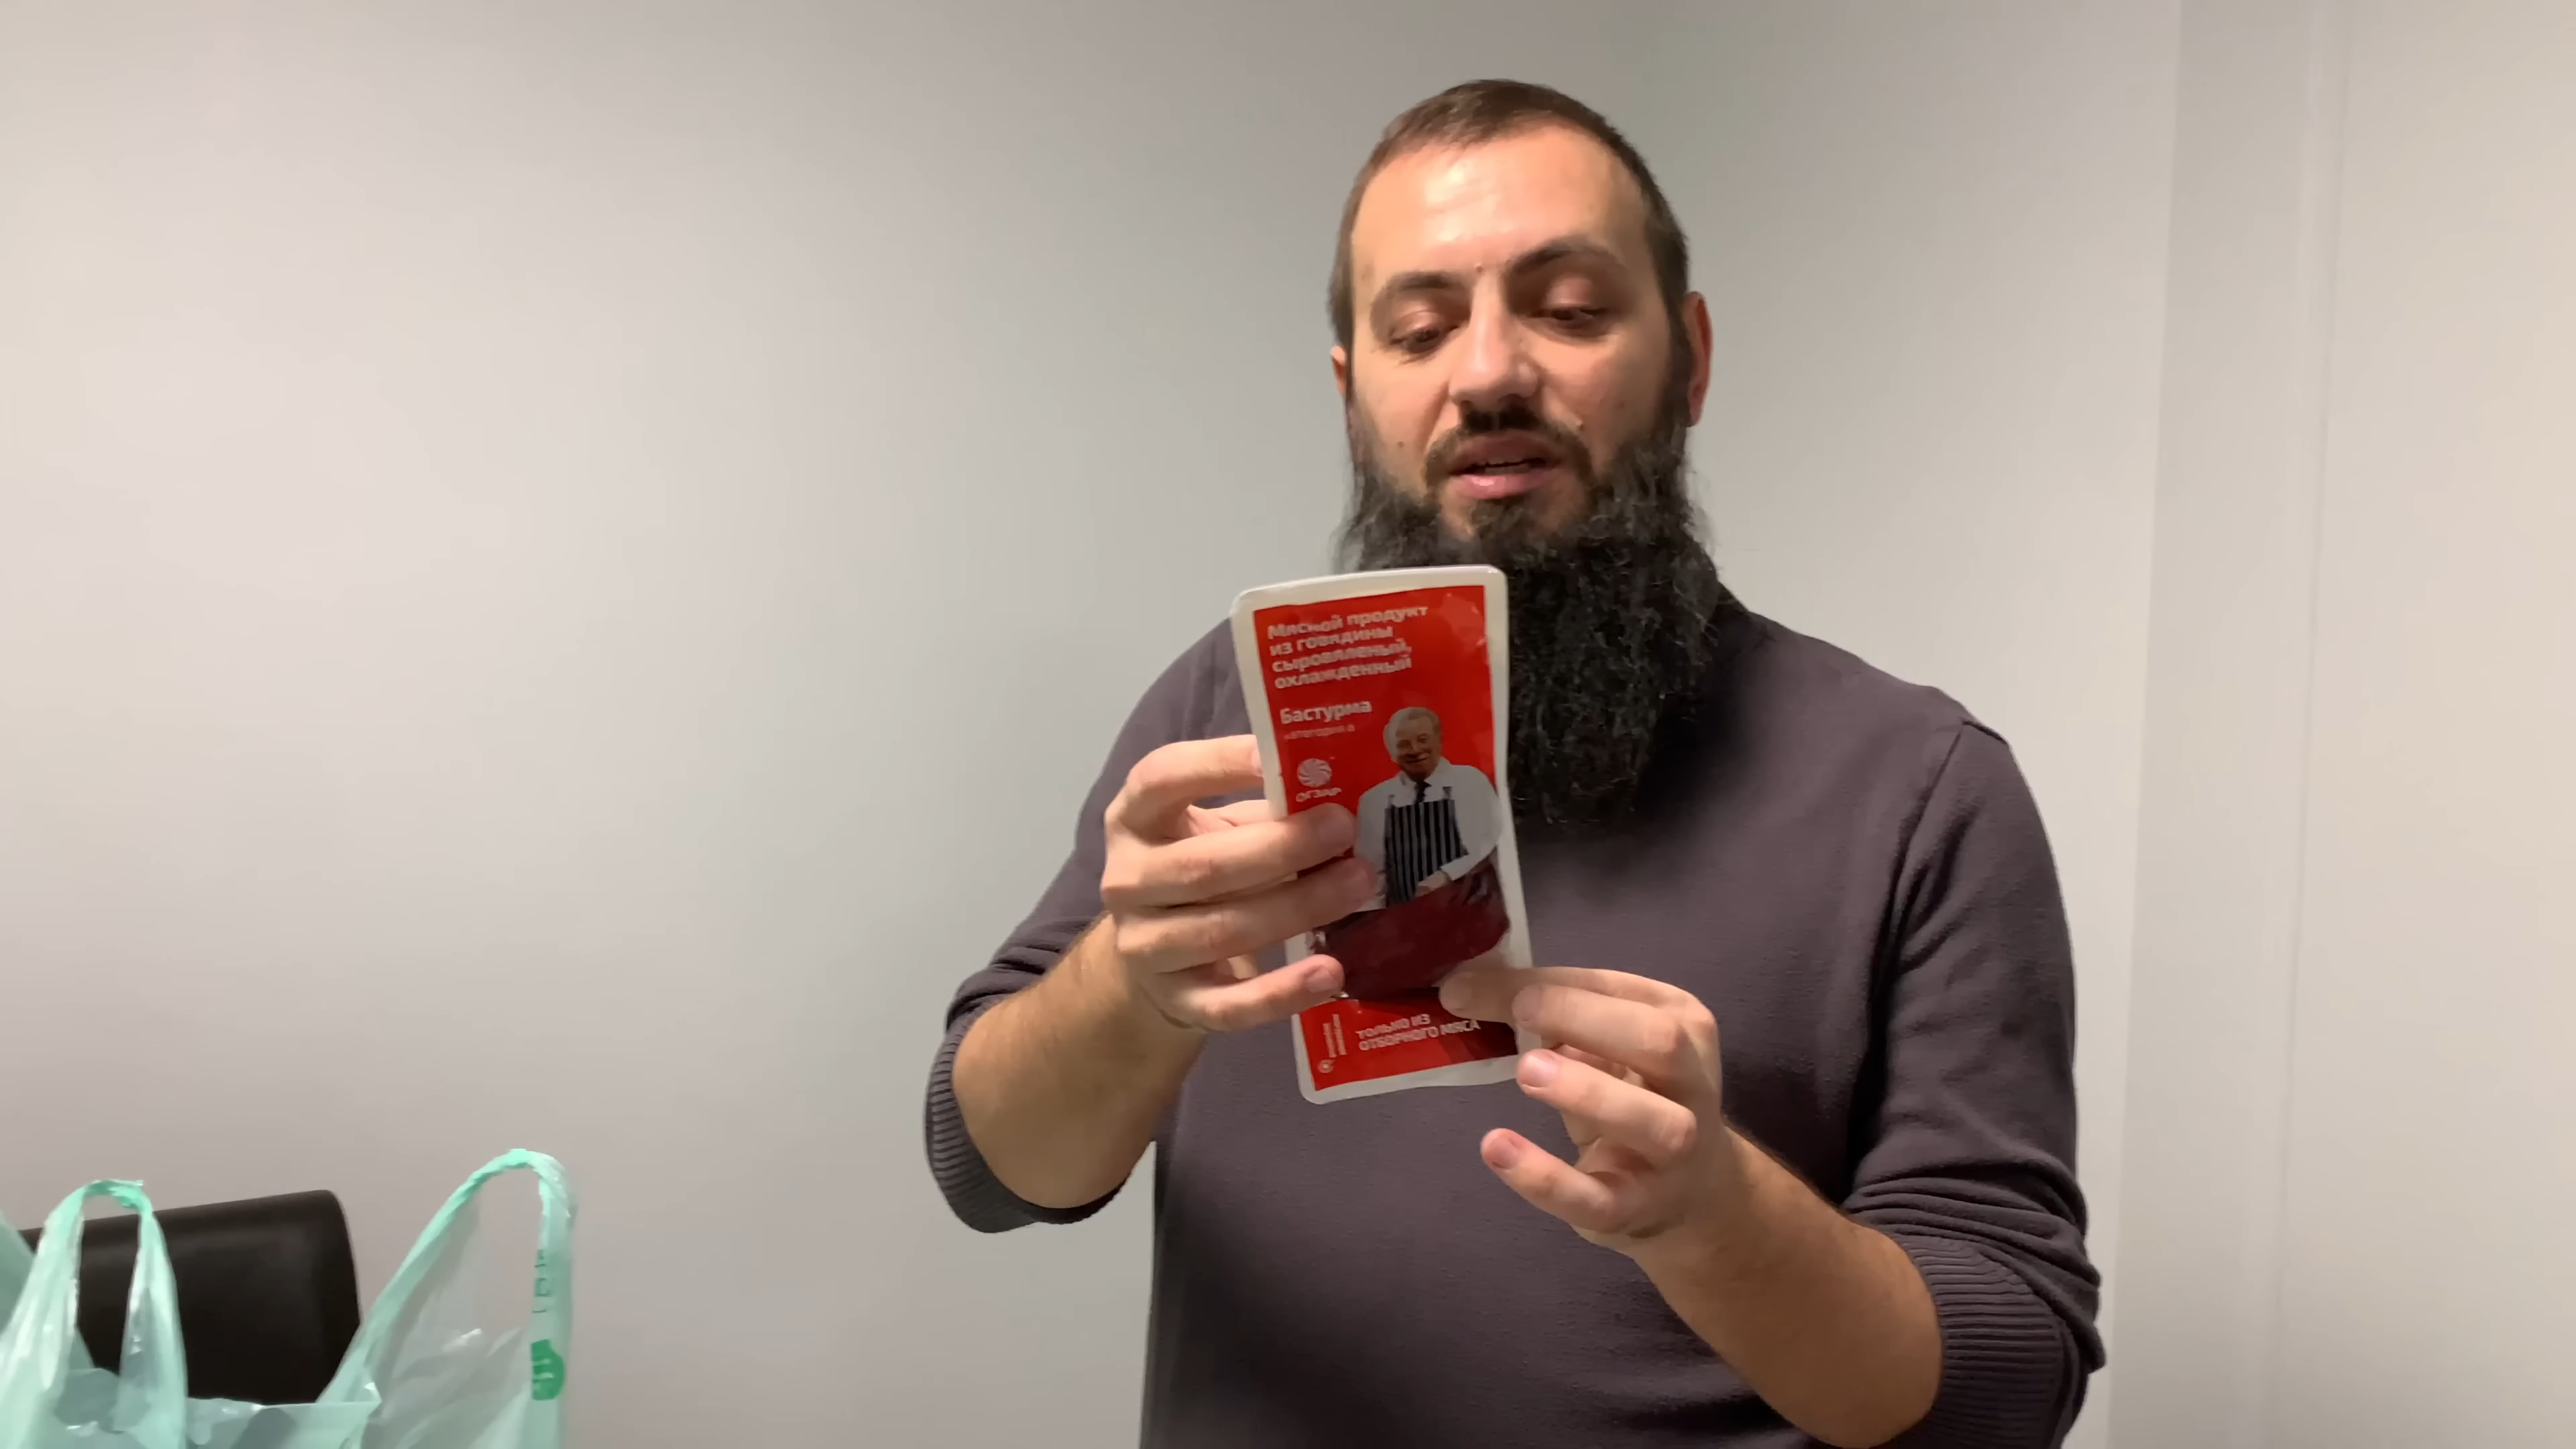 Мясной продукт
из говядины
сыровяленый,
охлажденный
Бастурма
категория а
ОГЗАР
ТОЛЬКО ИЗ
ОТБОРНОГО МЯСА